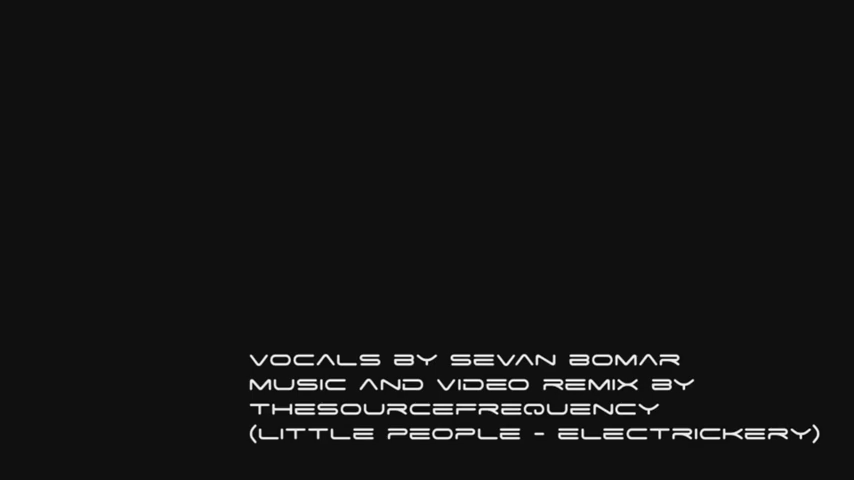 VOCALS BY SEVAN BOMAR
MUSIC AND VIDEO REMIX BY
THESOURCEFREQUENCY
(LITTLE PEOPLE - ELECTRICKERY)